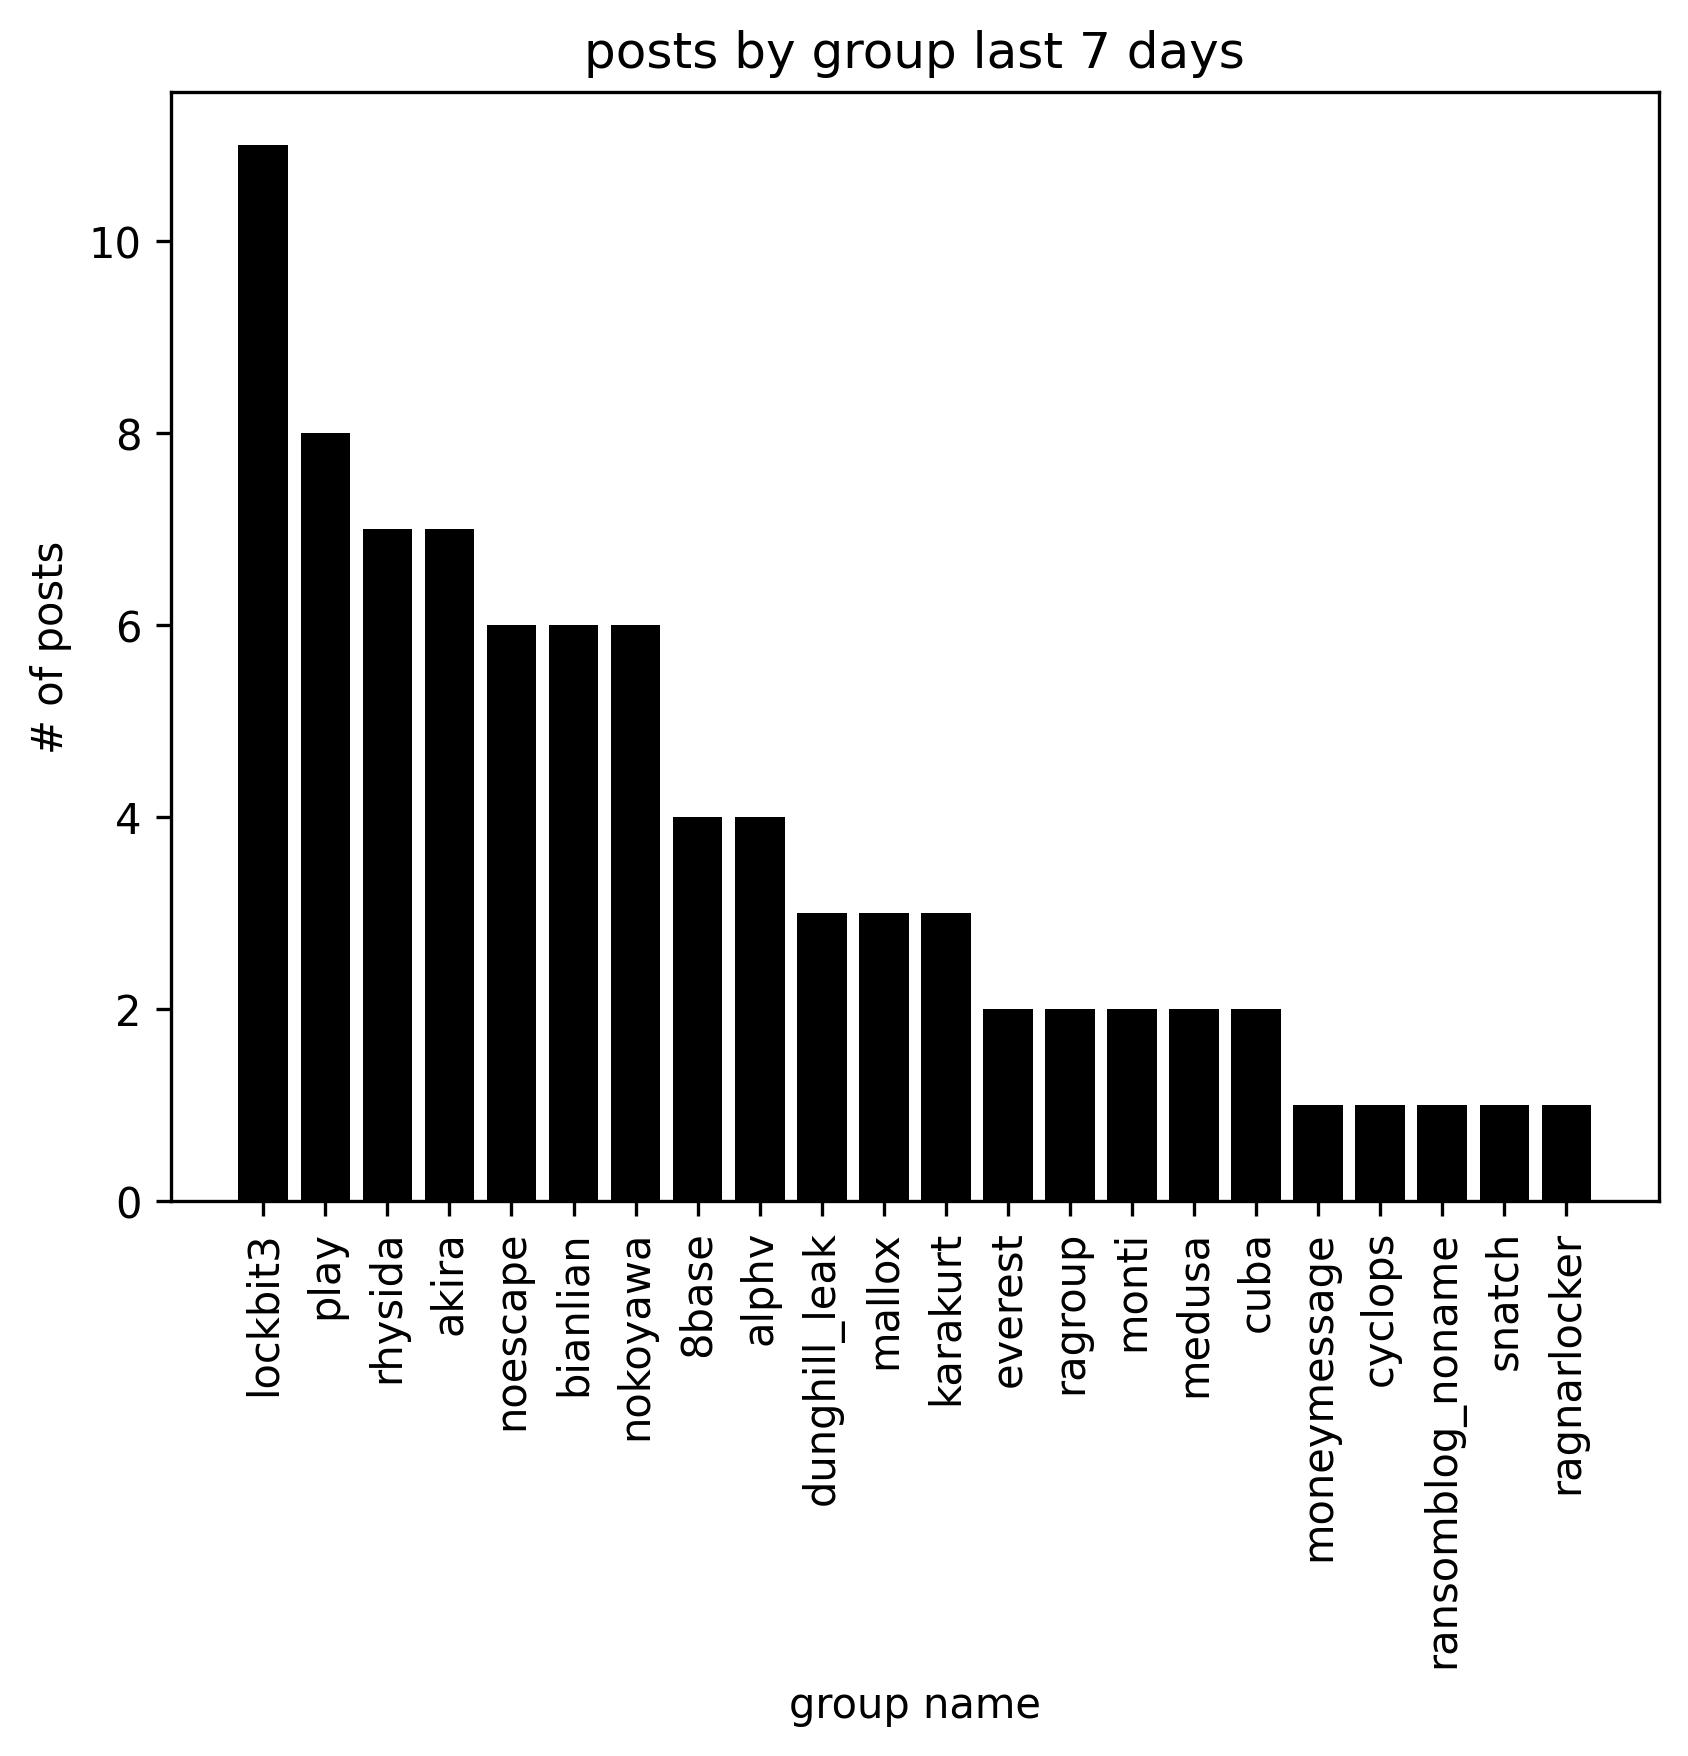 posts by group last 7 days
# of posts
10
8
6
4
2
0
lockbit3
play
rhysida
akira
noescape
bianlian
nokoyawa
8base
alphv
dunghill_leak
mallox
karakurt
everest
ragroup
monti
medusa
cuba
moneymessage
cyclops
ransomblog_noname
snatch
ragnarlocker
group name